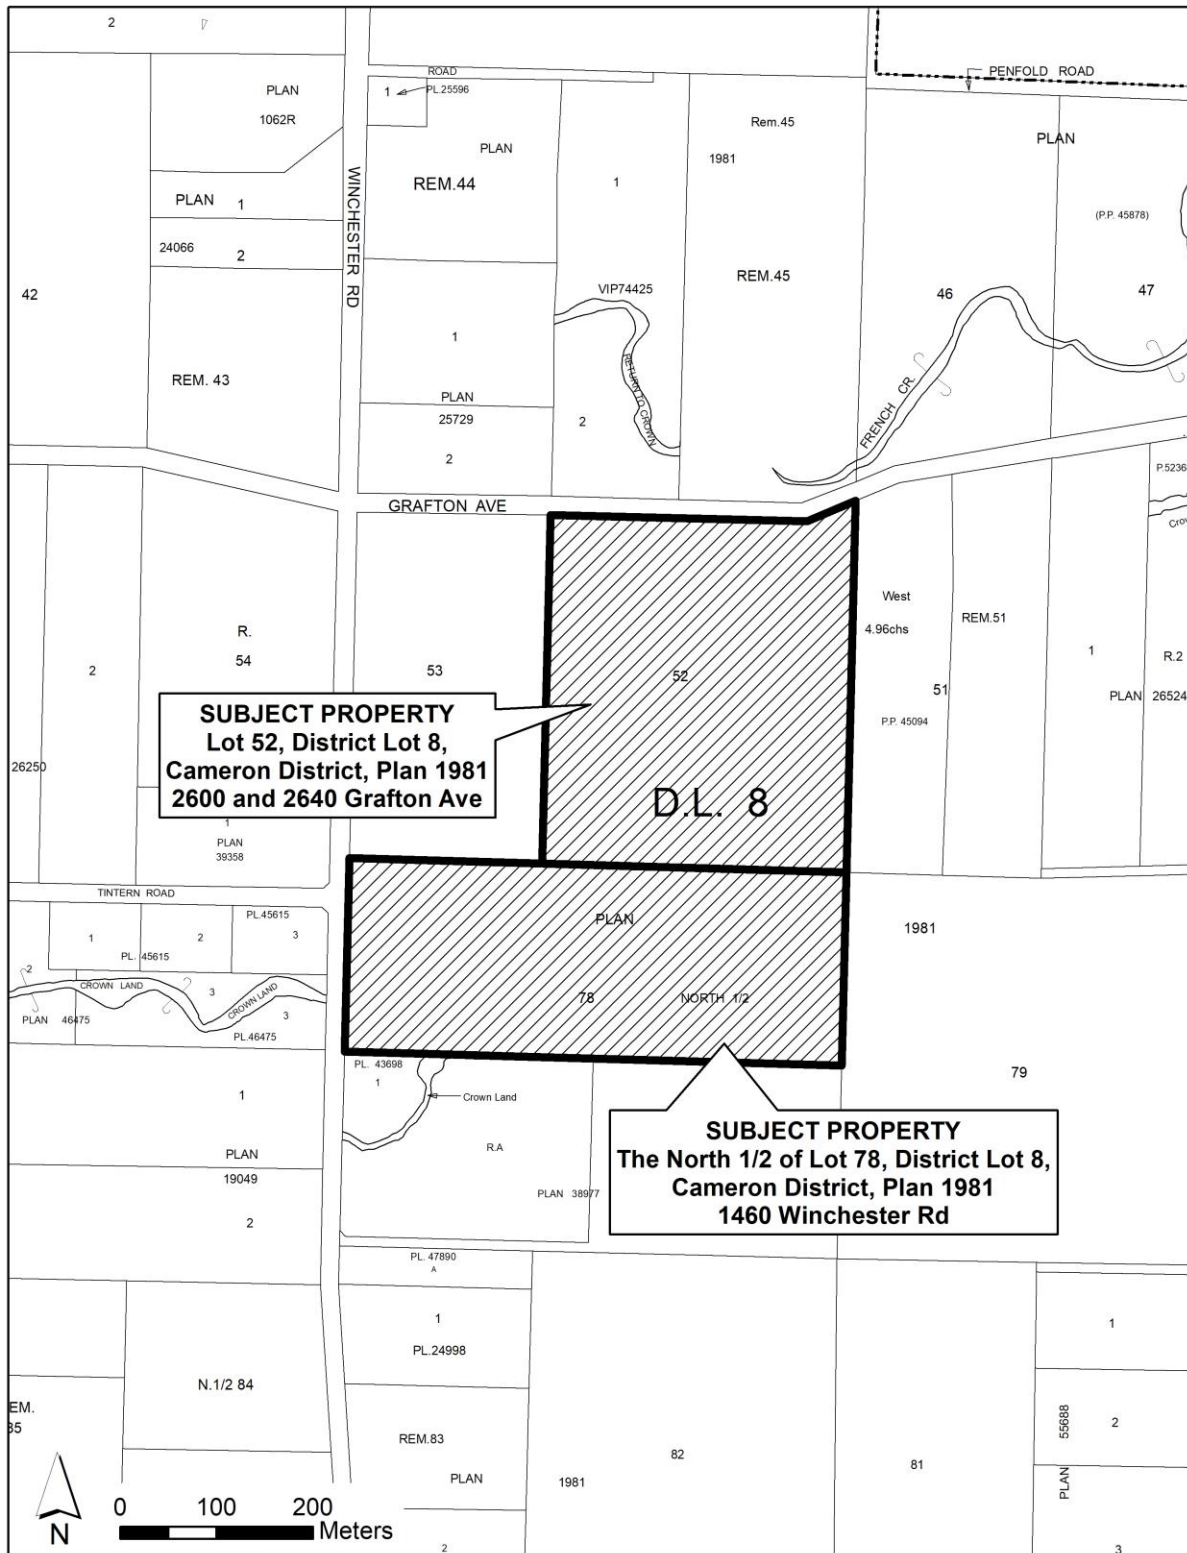 2
PENFOLD ROAD
ROAD
PLAN
1062R
1
PL.25596
PLAN
REM.44
Rem.45
1981
PLAN
1
(P.P. 45878)
PLAN 1
24066
2
WINCHESTER RD
42
REM. 43
VIP74425
REM.45
46
47
1
RETURN TO CROWN
FRENCH CR.
PLAN
25729
2
2
P.5236
GRAFTON AVE
West
4.96chs
REM.51
R.
54
2
53
52
1
R.2
51
PLAN 26524
P.P. 45094
SUBJECT PROPERTY
Lot 52, District Lot 8,
Cameron District, Plan 1981
2600 and 2640 Grafton Ave
26250
D.L. 8
1
PLAN
39358
TINTERN ROAD
PL.45615
1
2
3
PL. 45615
PLAN
1981
2
CROWN LAND
3
CROWN LAND
3
PLAN 46475
PL.46475
78
NORTH 1/2
PL. 43698
1
Crown Land
79
1
R.A
PLAN
19049
PLAN 38977
2
SUBJECT PROPERTY
The North 1/2 of Lot 78, District Lot 8,
Cameron District, Plan 1981
1460 Winchester Rd
PL. 47890
A
1
PL.24998
1
N.1/2 84
EM.
35
REM.83
PLAN
1981
82
81
55688
2
PLAN
3
2
N
0 100 200
Meters